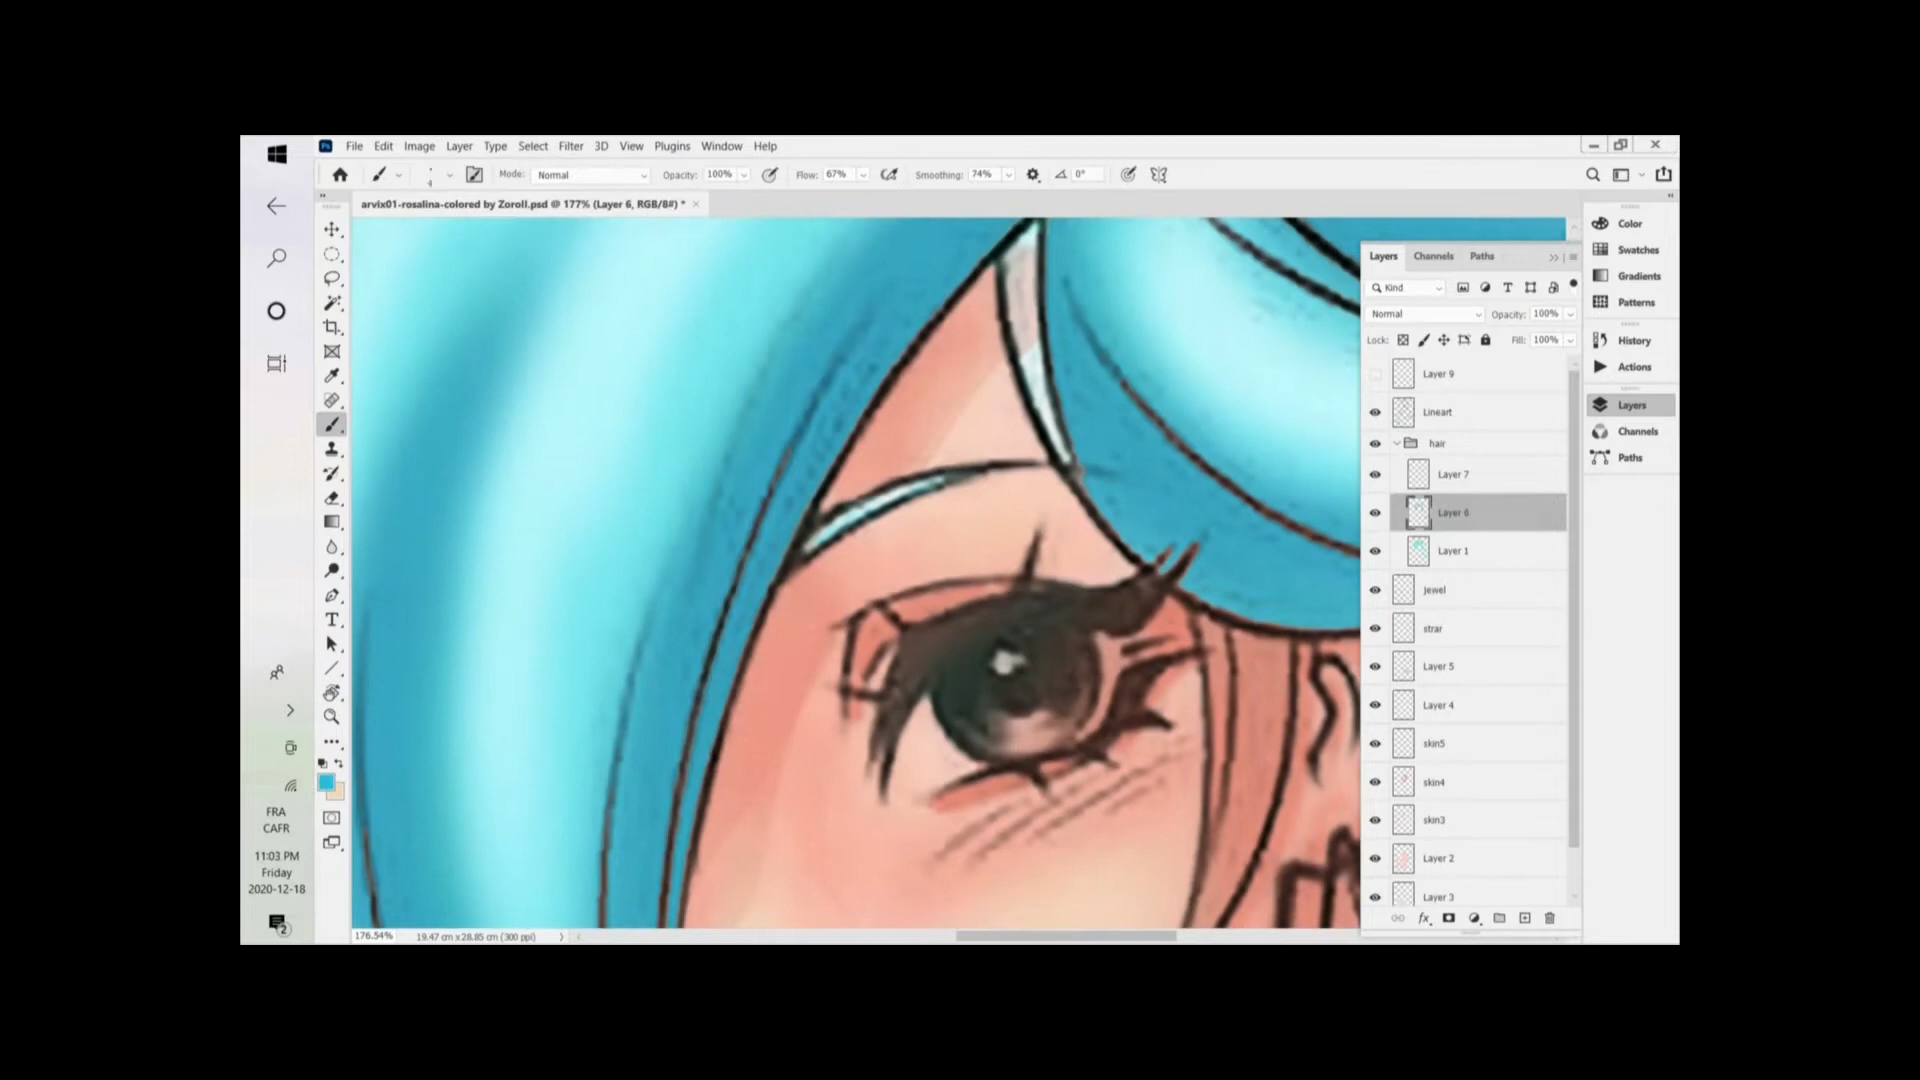 Ps File Edit Image Layer Type Select Filter 3D View Plugins Window Help
Mode: Normal Opacity: 100% Flow: 67% Smoothing: 74% 0°
arvix01-rosalina-colored by Zoroll.psd @ 177% (Layer 6, RGB/8#) * ×
Layers Channels Paths
Kind
Normal Opacity: 100%
Lock: Fill: 100%
Layer 9
Lineart
hair
Layer 7
Layer 6
Layer 1
Jewel
strar
Layer 5
Layer 4
skin5
skin4
skin3
Layer 2
Layer 3
fx
Color
Swatches
Gradients
Patterns
History
Actions
Layers
Channels
Paths
FRA
CAFR
11:03 PM
Friday
2020-12-18
2
176.54% 19.47 cm x 28.85 cm (300 ppi)